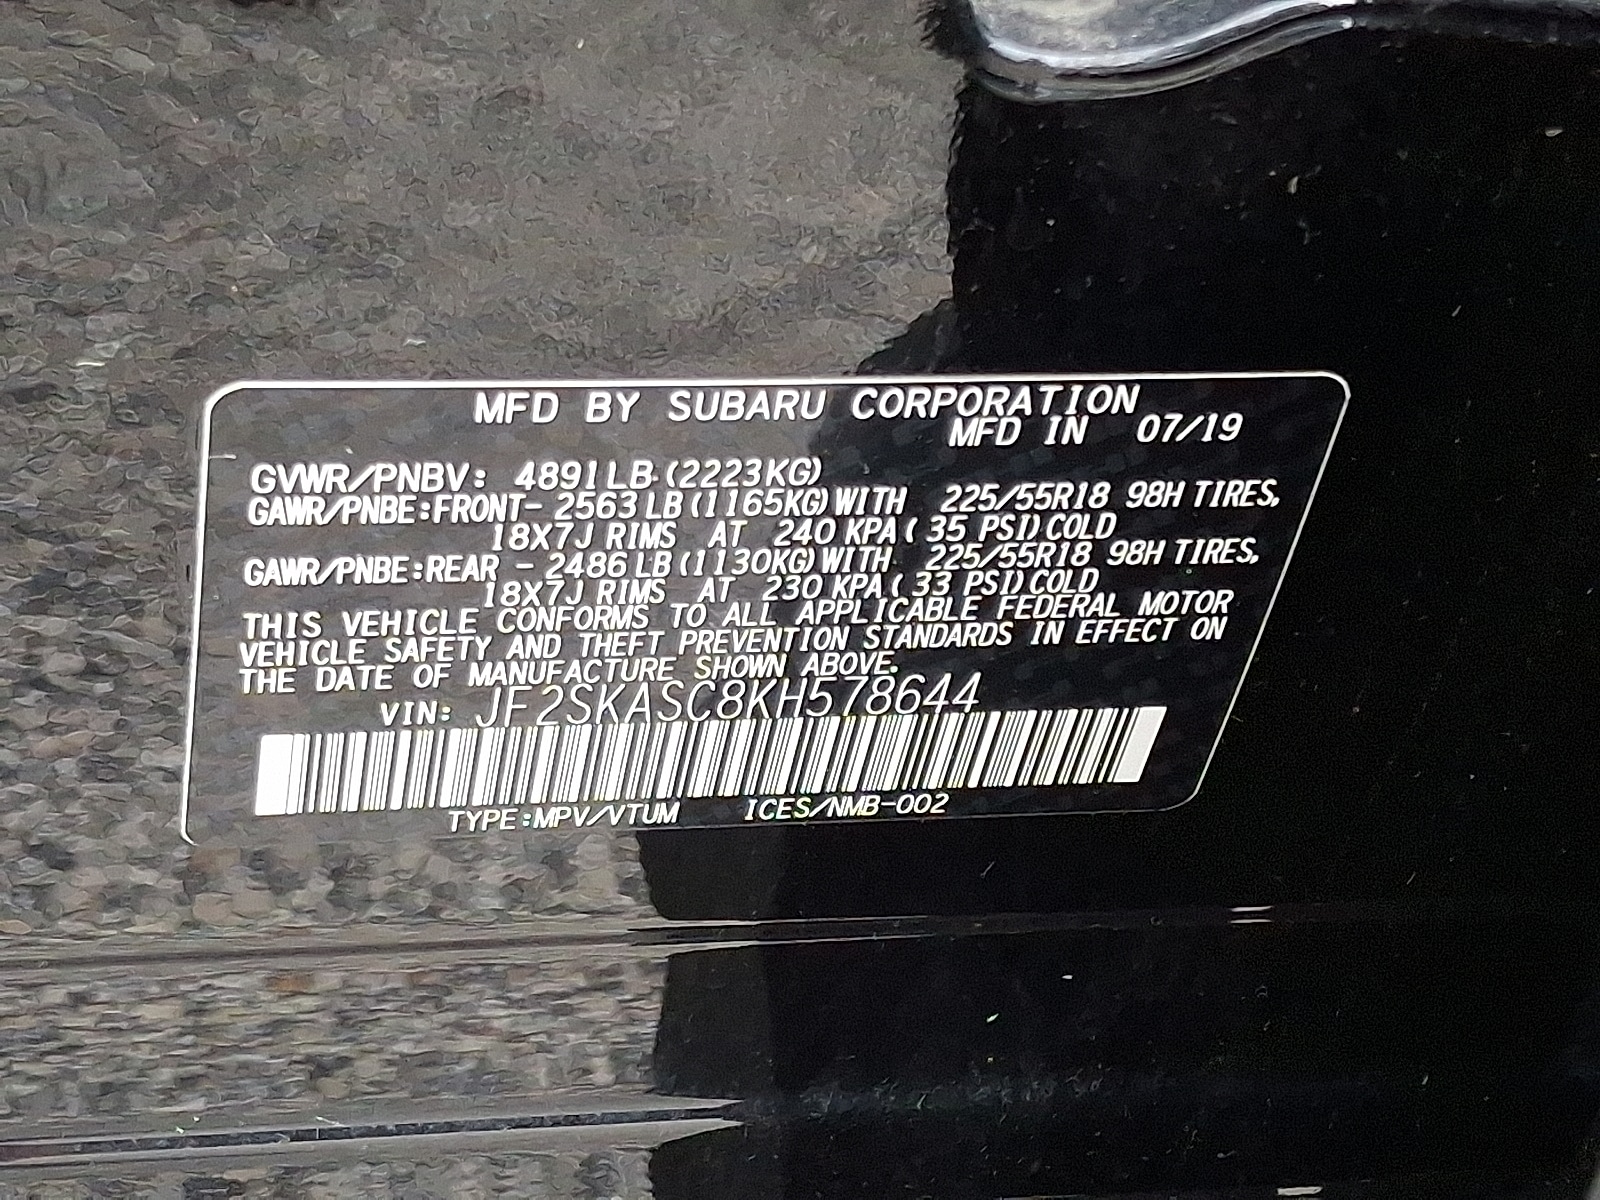 MFD BY SUBARU CORPORATION
MFD IN 07/19
GVWR/PNBV: 4891LB (2223KG)
GAWR/PNBE:FRONT- 2563 LB (1165KG) WITH 225/55R18 98H TIRES,
18X7J RIMS AT 240 KPA ( 35 PSI) COLD
GAWR/PNBE:REAR - 2486 LB (1130KG) WITH 225/55R18 98H TIRES,
18X7J RIMS AT 230 KPA ( 33 PSI) COLD
THIS VEHICLE CONFORMS TO ALL APPLICABLE FEDERAL MOTOR
VEHICLE SAFETY AND THEFT PREVENTION STANDARDS IN EFFECT ON
THE DATE OF MANUFACTURE SHOWN ABOVE.
VIN: JF2SKASC8KH578644
TYPE:MPV/VTUM ICES/NMB-002